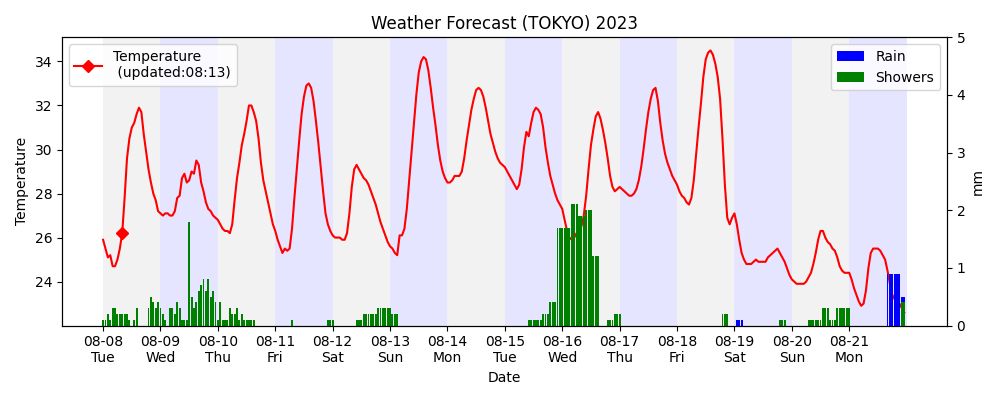 Weather Forecast (TOKYO) 2023
Temperature
(updated:08:13)
Rain
Showers
34
32
30
28
26
24
Temperature
5
4
3
2
1
0
mm
08-08 08-09 08-10 08-11 08-12 08-13 08-14 08-15 08-16 08-17 08-18 08-19 08-20 08-21
Tue Wed Thu Fri Sat Sun Mon Tue Wed Thu Fri Sat Sun Mon
Date